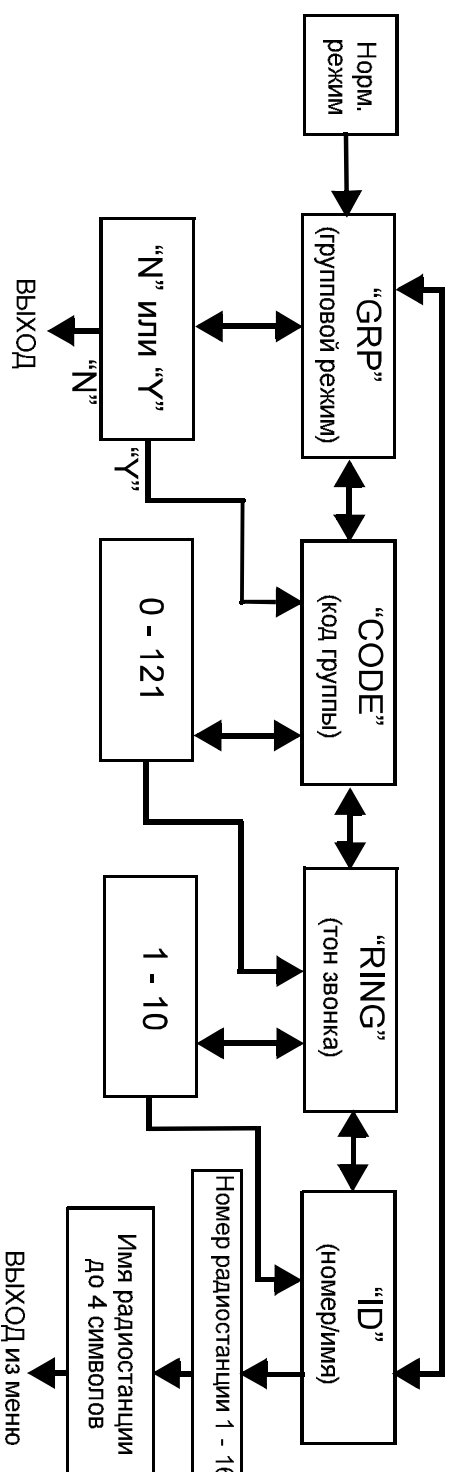 Норм.
режим
“GRP”
(групповой режим)
“CODE”
(код группы)
“RING”
(тон звонка)
“ID”
(номер/имя)
“N” или “Y”
“Y”
“N”
ВЫХОД
0 - 121
1 - 10
Номер радиостанции 1 - 16
Имя радиостанции
до 4 символов
ВЫХОД из меню